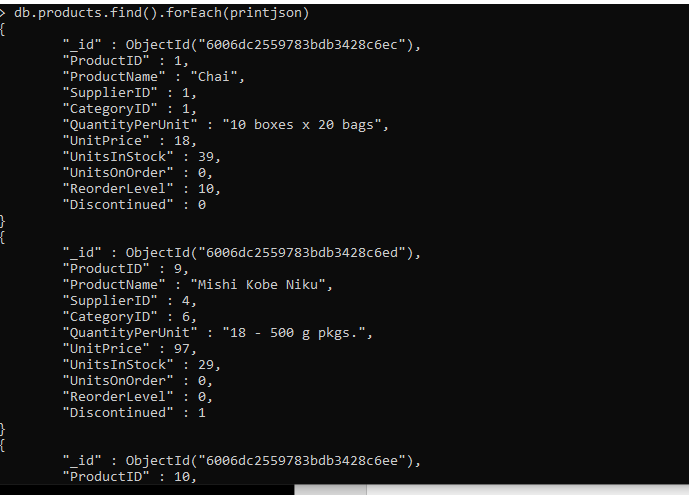 > db.products.find().forEach(printjson)
{
"_id" : ObjectId("6006dc2559783bdb3428c6ec"),
"ProductID" : 1,
"ProductName" : "Chai",
"SupplierID" : 1,
"CategoryID" : 1,
"QuantityPerUnit" : "10 boxes x 20 bags",
"UnitPrice" : 18,
"UnitsInStock" : 39,
"UnitsOnOrder" : 0,
"ReorderLevel" : 10,
"Discontinued" : 0
}
{
"_id" : ObjectId("6006dc2559783bdb3428c6ed"),
"ProductID" : 9,
"ProductName" : "Mishi Kobe Niku",
"SupplierID" : 4,
"CategoryID" : 6,
"QuantityPerUnit" : "18 - 500 g pkgs.",
"UnitPrice" : 97,
"UnitsInStock" : 29,
"UnitsOnOrder" : 0,
"ReorderLevel" : 0,
"Discontinued" : 1
}
{
"_id" : ObjectId("6006dc2559783bdb3428c6ee"),
"ProductID" : 10,